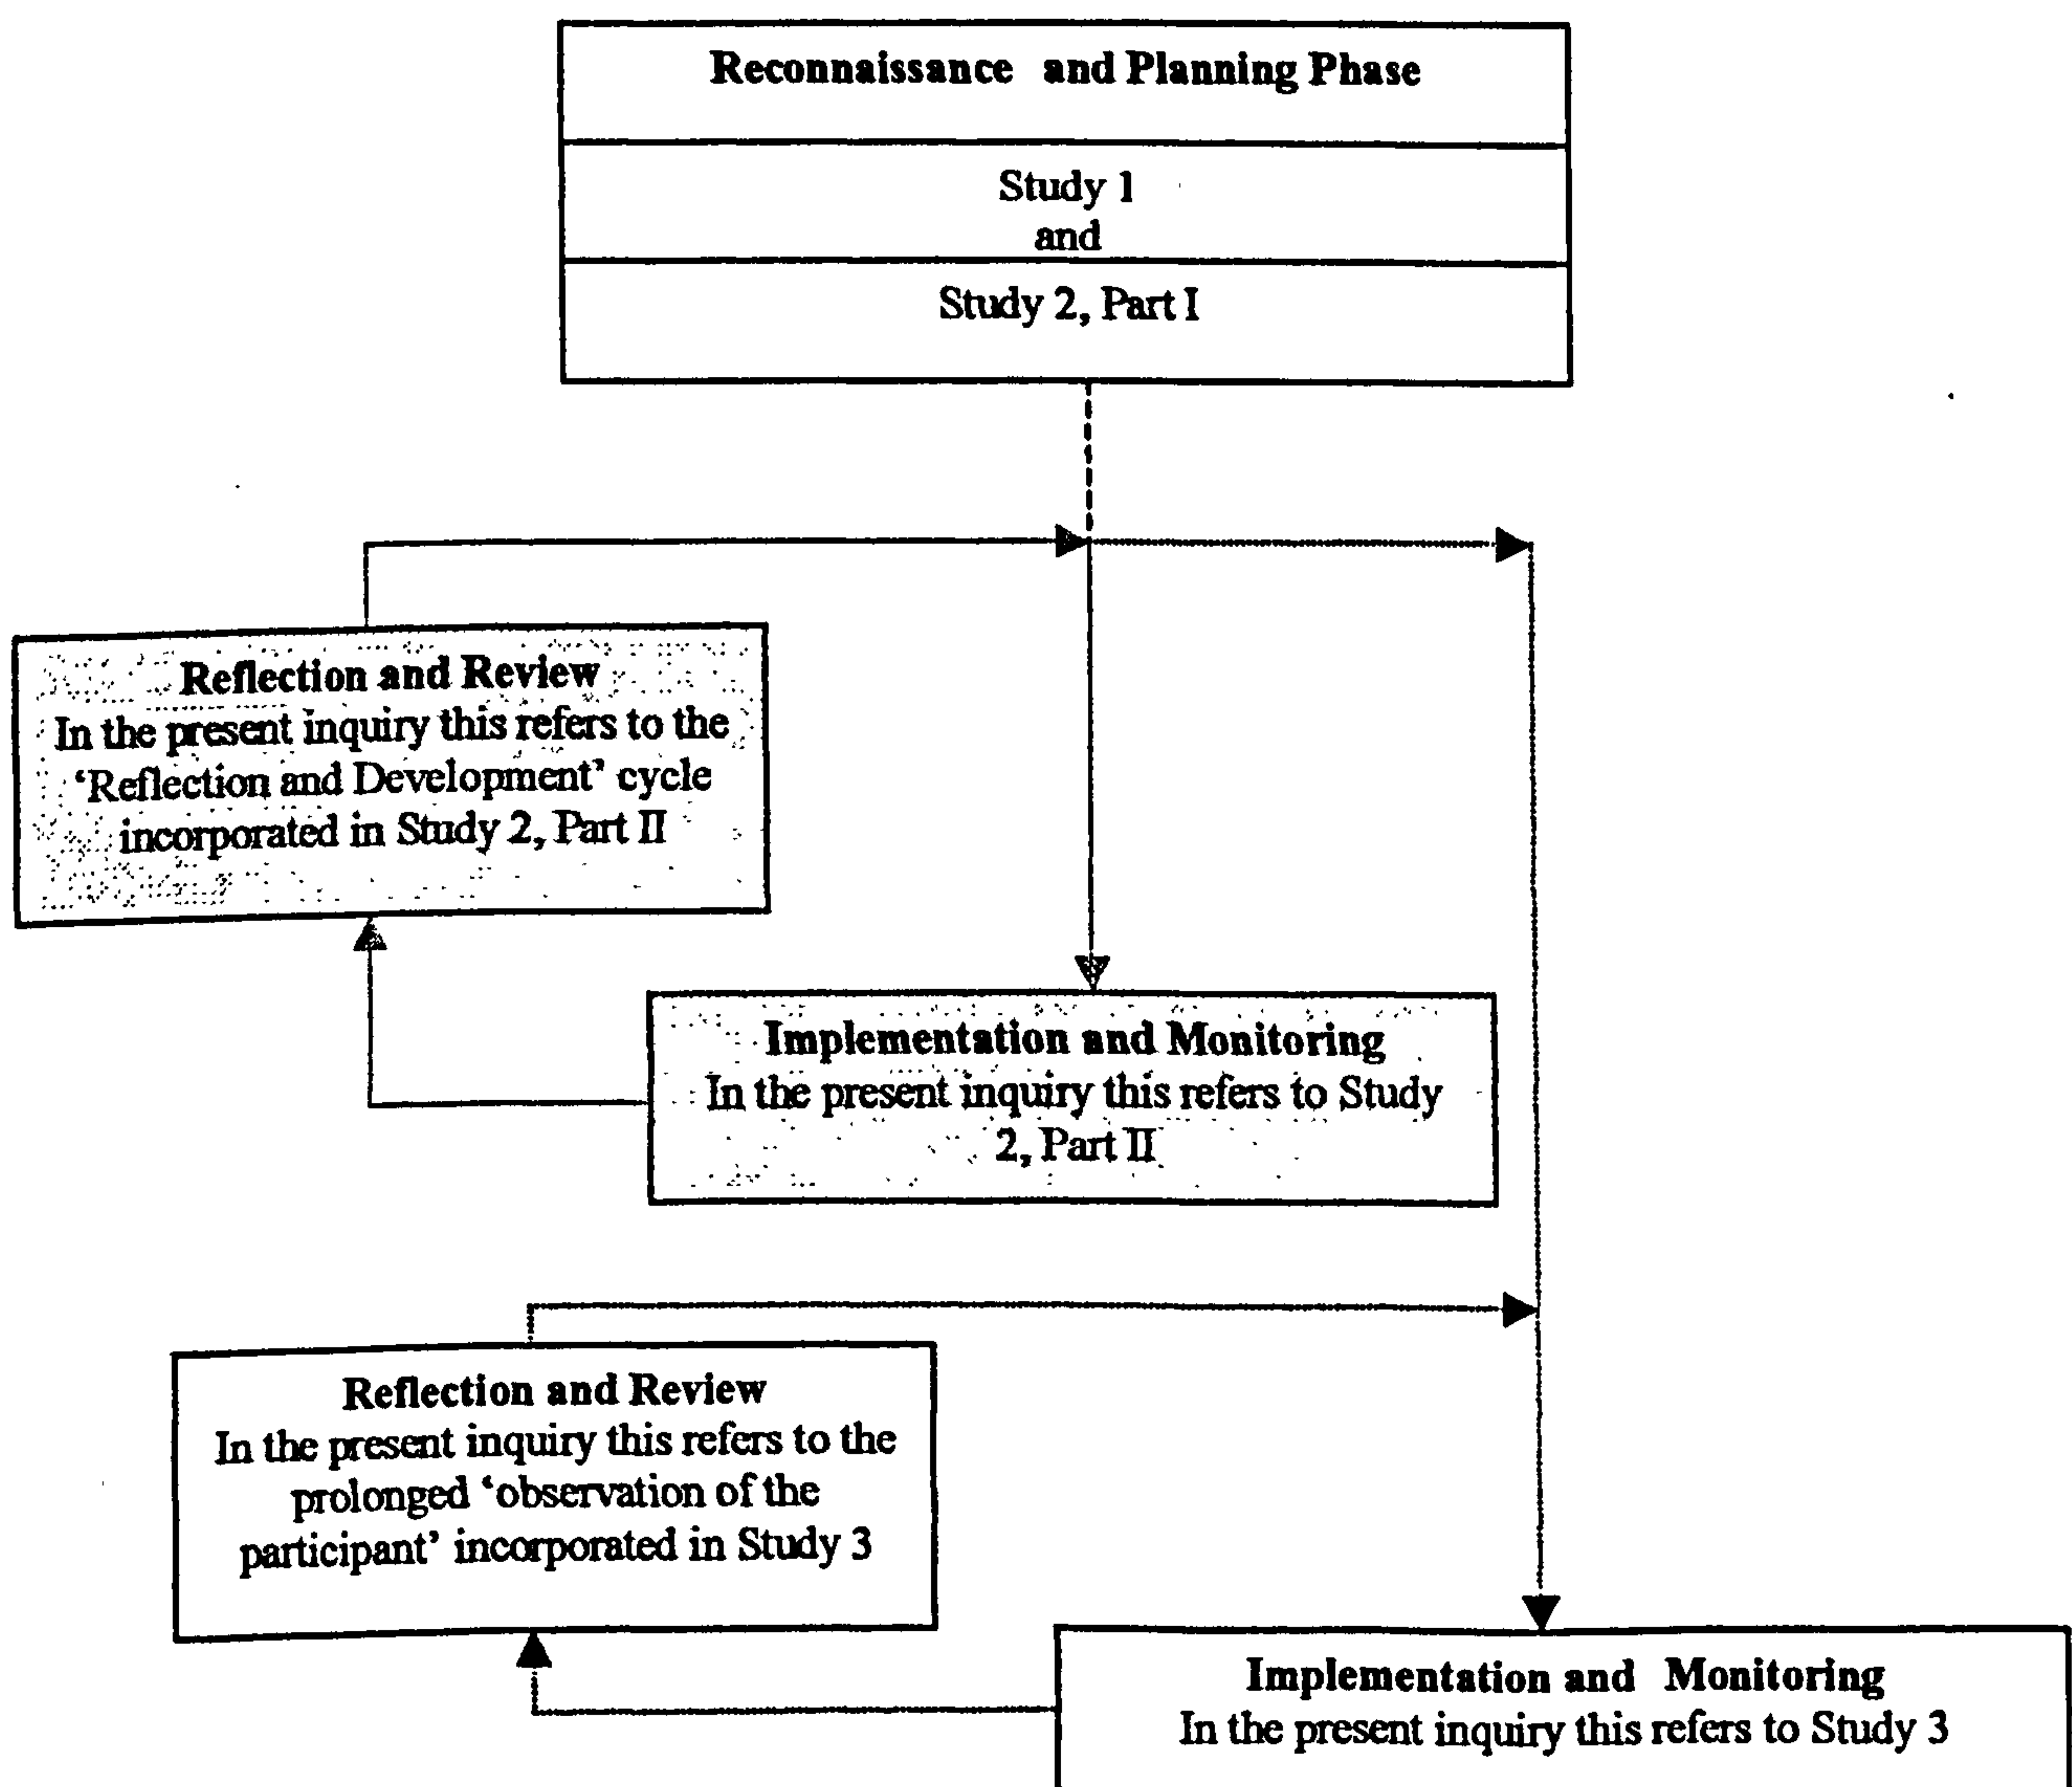 Reconnaissance and Planning Phase
Study 1
and
Study 2, Part I
Reflection and Review
In the present inquiry this refers to the
‘Reflection and Development’ cycle
incorporated in Study 2, Part II
Implementation and Monitoring
In the present inquiry this refers to Study
2, Part II
Reflection and Review
In the present inquiry this refers to the
prolonged ‘observation of the
participant’ incorporated in Study 3
Implementation and Monitoring
In the present inquiry this refers to Study 3